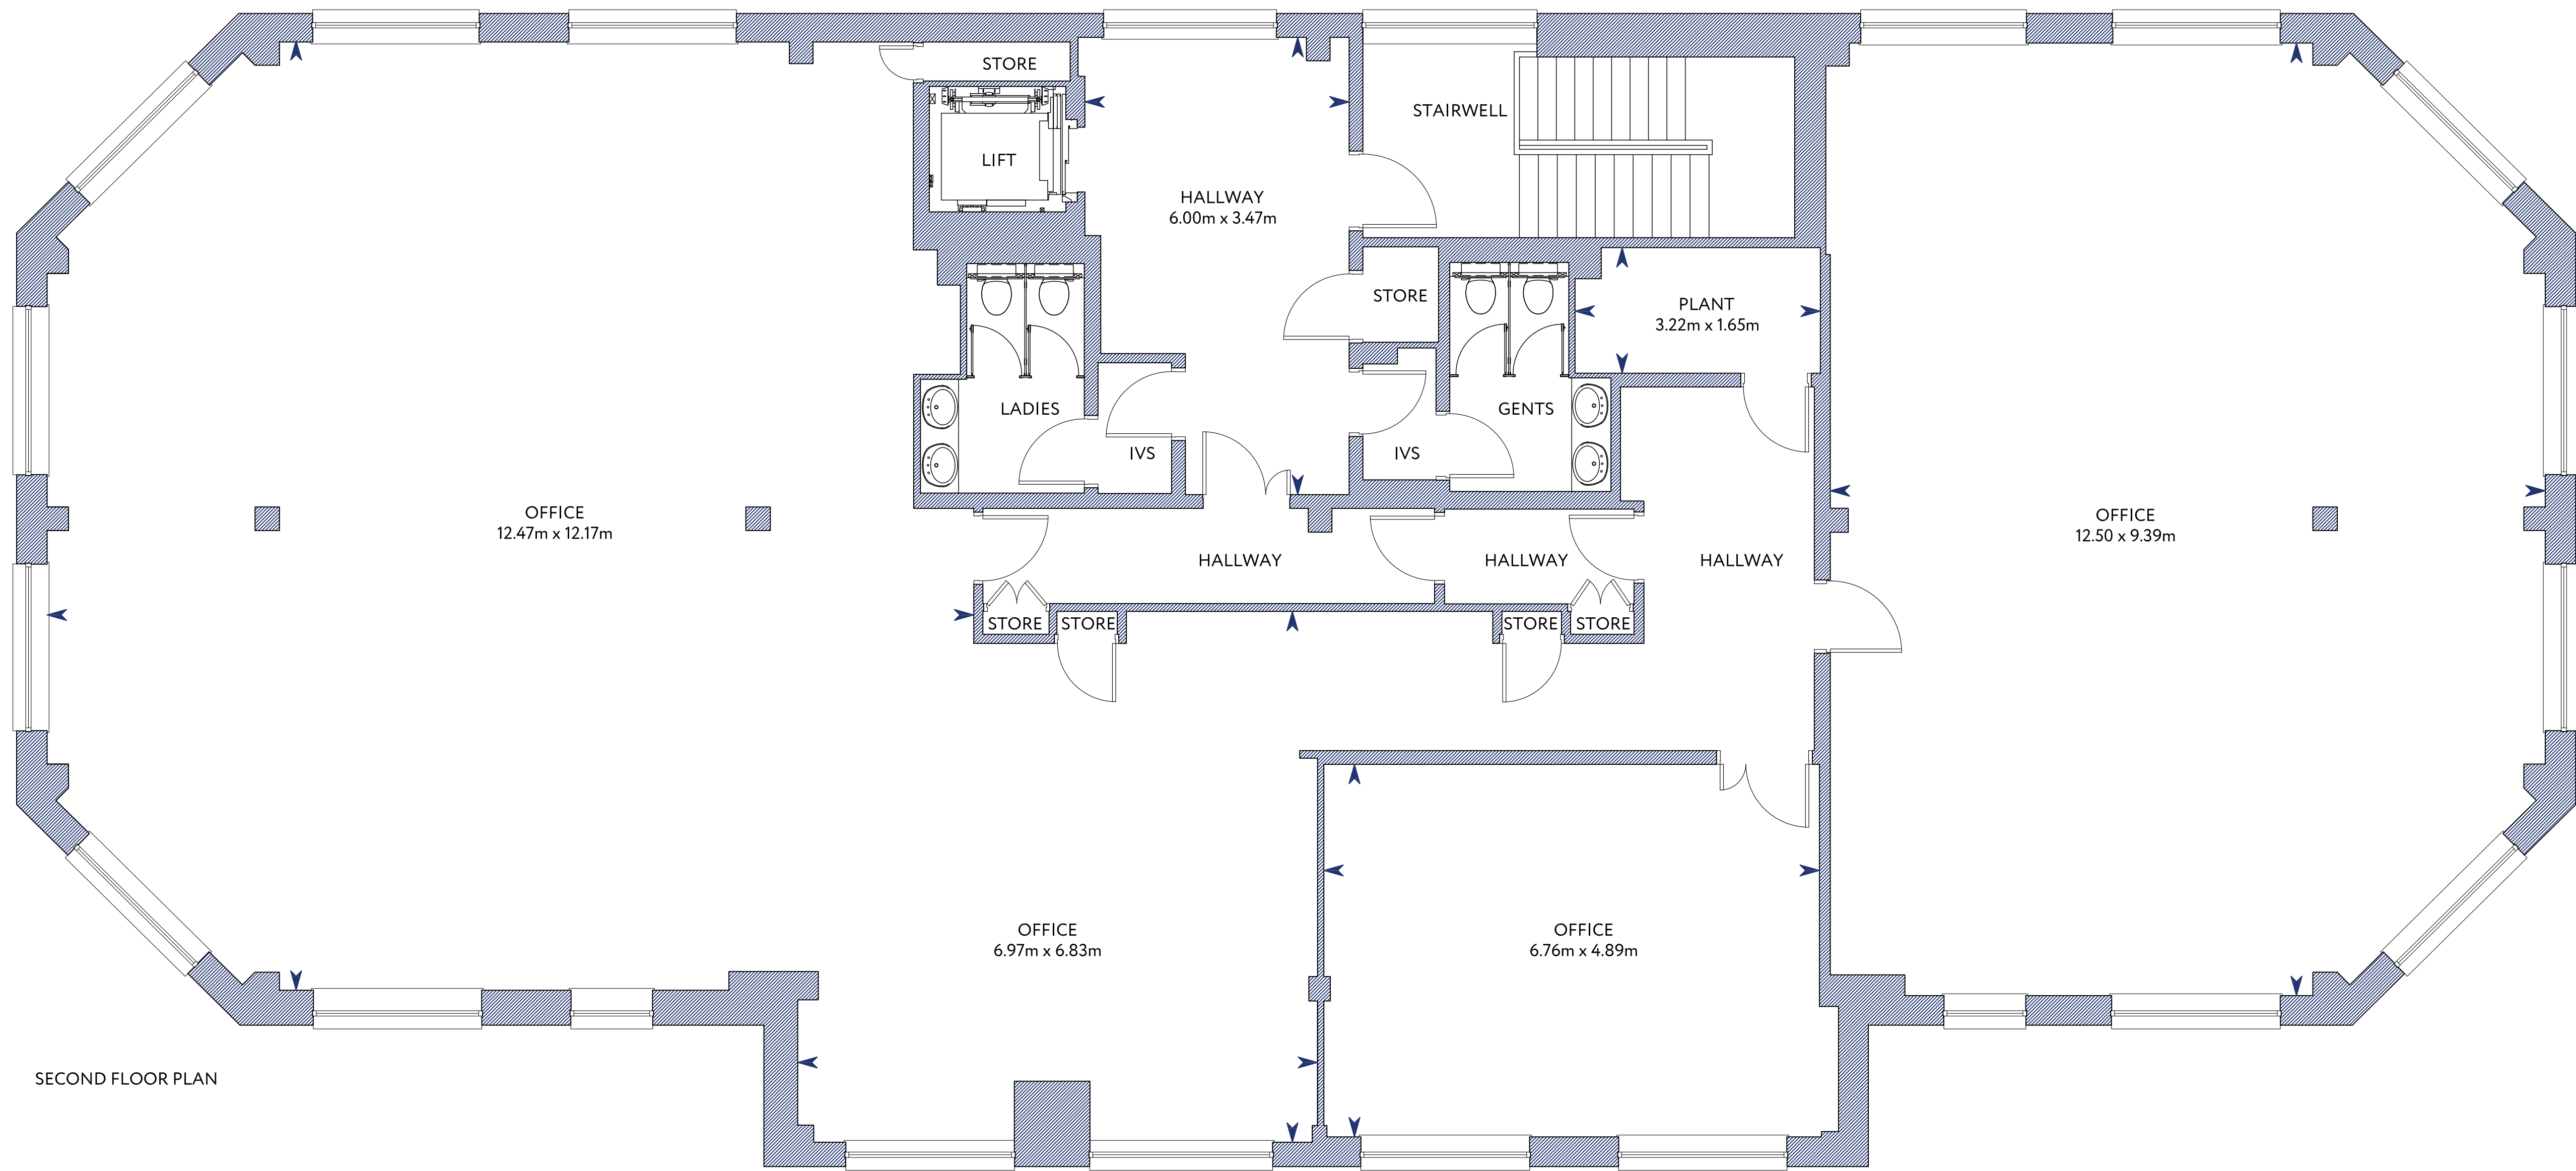 STORE
LIFT
STAIRWELL
HALLWAY
6.00m x 3.47m
STORE
PLANT
3.22m x 1.65m
LADIES
GENTS
IVS
IVS
OFFICE
12.47m x 12.17m
OFFICE
12.50 x 9.39m
HALLWAY
HALLWAY
HALLWAY
STORE
STORE
STORE
STORE
OFFICE
6.97m x 6.83m
OFFICE
6.76m x 4.89m
SECOND FLOOR PLAN